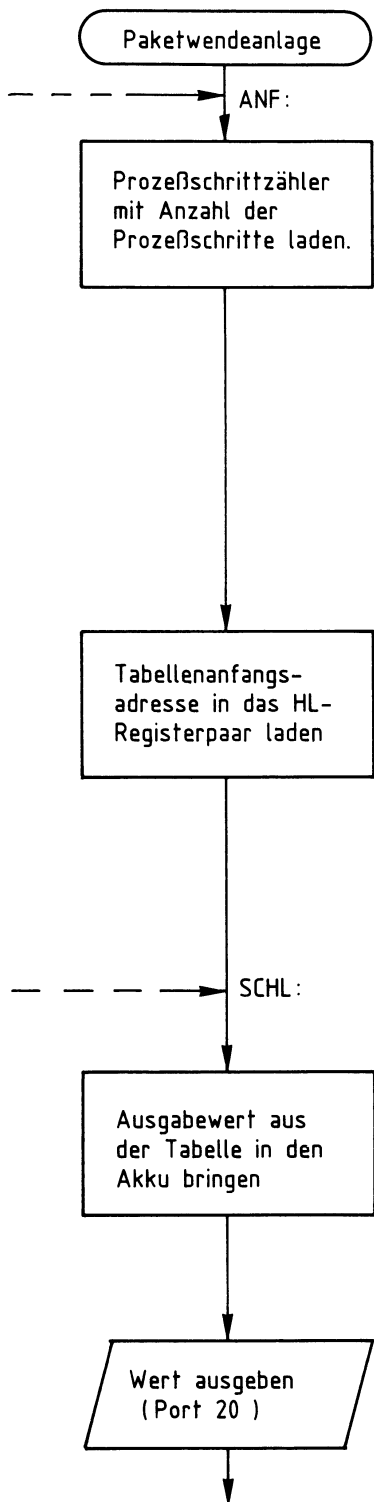 Paketwendeanlage
ANF:
Prozeßschrittzähler
mit Anzahl der
Prozeßschritte laden.
Tabellenanfangs-
adresse in das HL-
Registerpaar laden
SCHL:
Ausgabewert aus
der Tabelle in den
Akku bringen
Wert ausgeben
( Port 20 )